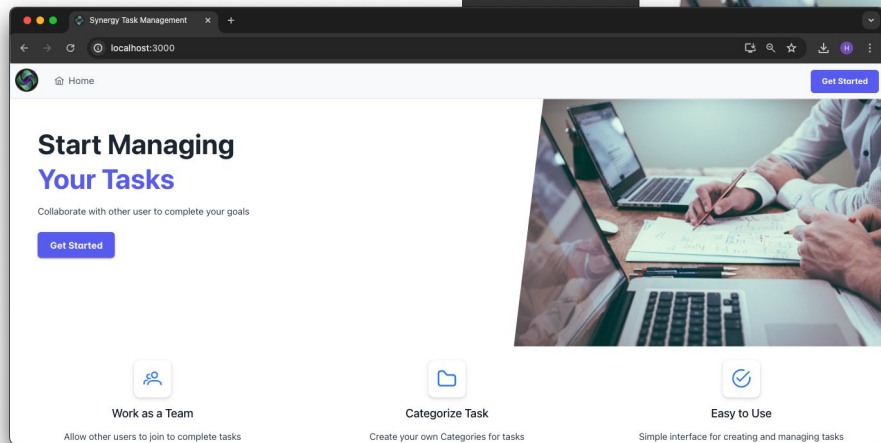 Synergy Task Management
localhost:3000
H
Home
Get Started
Start Managing
Your Tasks
Collaborate with other user to complete your goals
Get Started
Work as a Team
Categorize Task
Easy to Use
Allow other users to join to complete tasks
Create your own Categories for tasks
Simple interface for creating and managing tasks